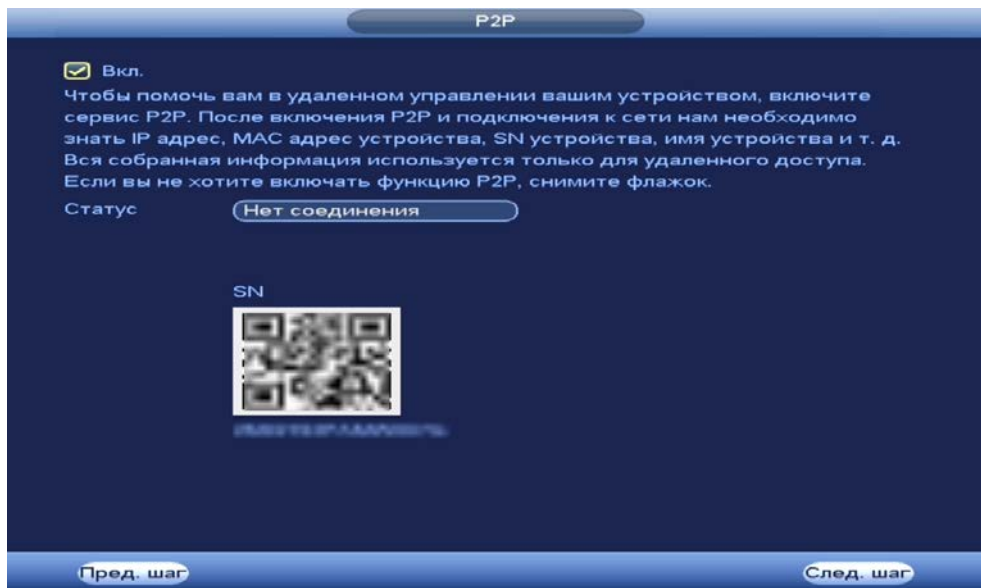 P2P
Вкл.
Чтобы помочь вам в удаленном управлении вашим устройством, включите
сервис P2P. После включения P2P и подключения к сети нам необходимо
знать IP адрес, MAC адрес устройства, SN устройства, имя устройства и т. д.
Вся собранная информация используется только для удаленного доступа.
Если вы не хотите включать функцию P2P, снимите флажок.
Статус Нет соединения
SN
Пред. шаг След. шаг